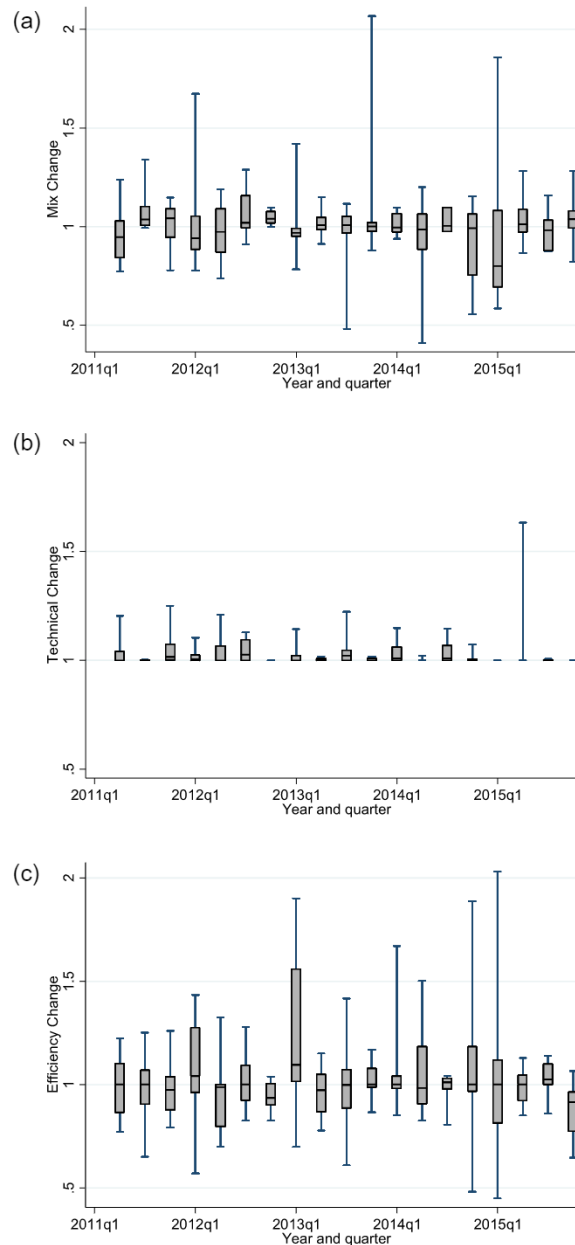 (a)
2
1.5
1
.5
Mix Change
2011q1 2012q1 2013q1 2014q1 2015q1
Year and quarter
(b)
2
1.5
1
.5
Technical Change
2011q1 2012q1 2013q1 2014q1 2015q1
Year and quarter
(c)
2
1.5
1
.5
Efficiency Change
2011q1 2012q1 2013q1 2014q1 2015q1
Year and quarter